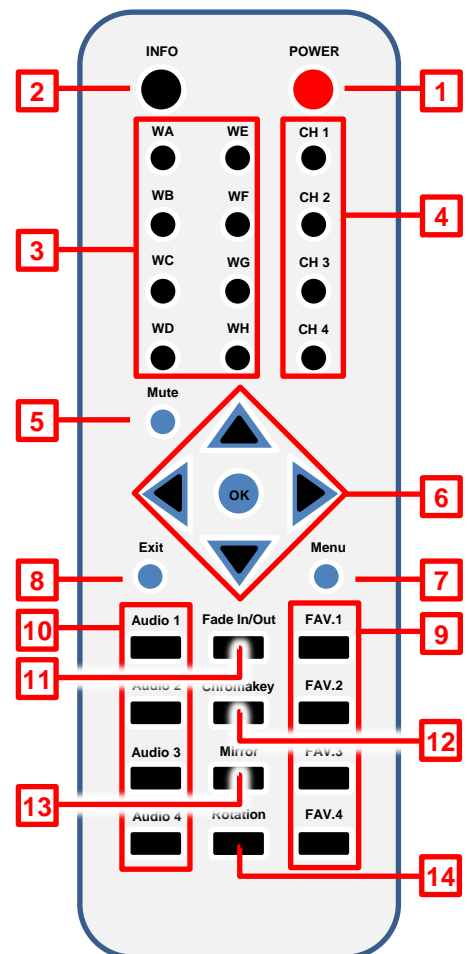 INFO POWER
2 1
WA WE CH 1
WB WF CH 2
4
3
WC WG CH 3
WD WH CH 4
Mute
5
6
OK
Exit Menu
8 7
10 Audio 1 Fade In/Out FAV.1 9
11
Audio 2 Chromakey FAV.2
12
Audio 3 Mirror FAV.3
13
Audio 4 Rotation FAV.4
14